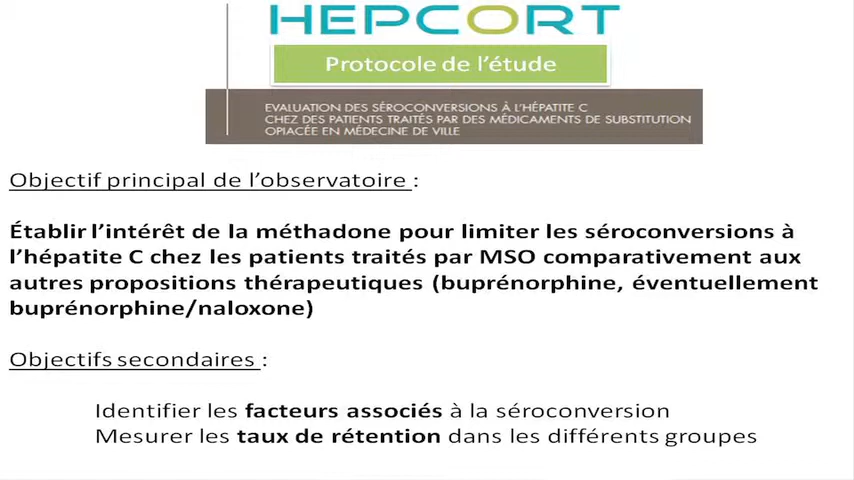 HEPCORT
Protocole de l'étude
EVALUATION DES SÉROCONVERSIONS À L'HÉPATITE C
CHEZ DES PATIENTS TRAITÉS PAR DES MÉDICAMENTS DE SUBSTITUTION
OPIACÉE EN MÉDECINE DE VILLE
Objectif principal de l'observatoire :
Établir l'intérêt de la méthadone pour limiter les séroconversions à
l'hépatite C chez les patients traités par MSO comparativement aux
autres propositions thérapeutiques (buprénorphine, éventuellement
buprénorphine/naloxone)
Objectifs secondaires :
Identifier les facteurs associés à la séroconversion
Mesurer les taux de rétention dans les différents groupes